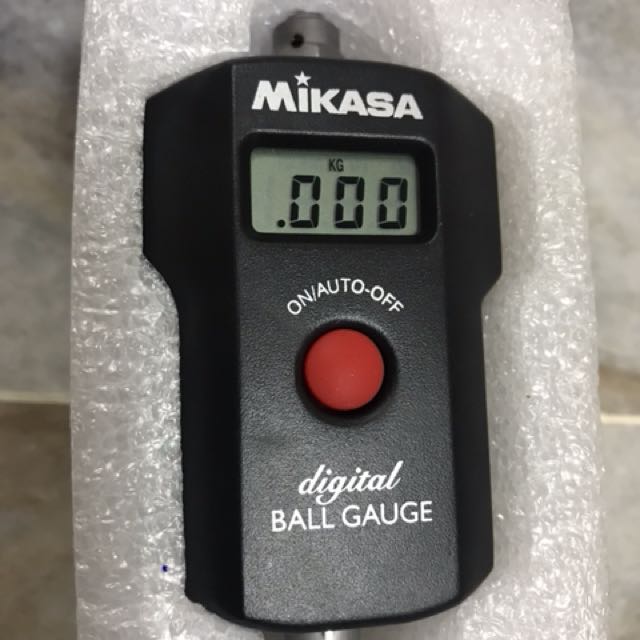 MIKASA
KG
.000
ON/AUTO-OFF
digital
BALL GAUGE